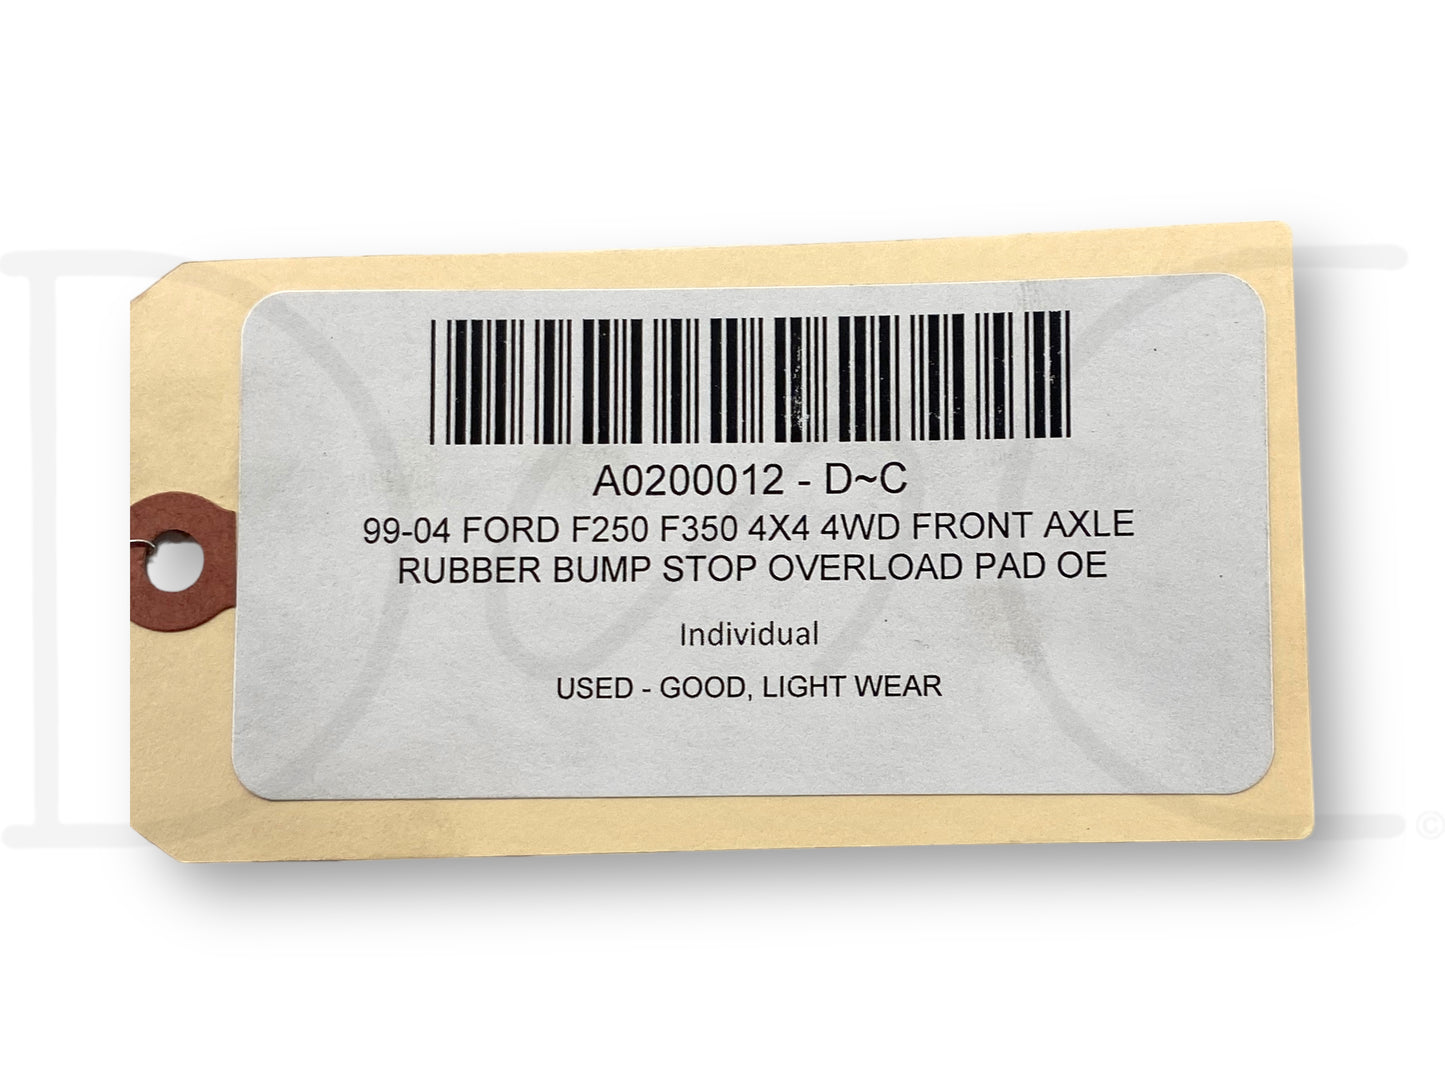 A0200012 - D~C
99-04 FORD F250 F350 4X4 4WD FRONT AXLE
RUBBER BUMP STOP OVERLOAD PAD OE
Individual
USED - GOOD, LIGHT WEAR
©